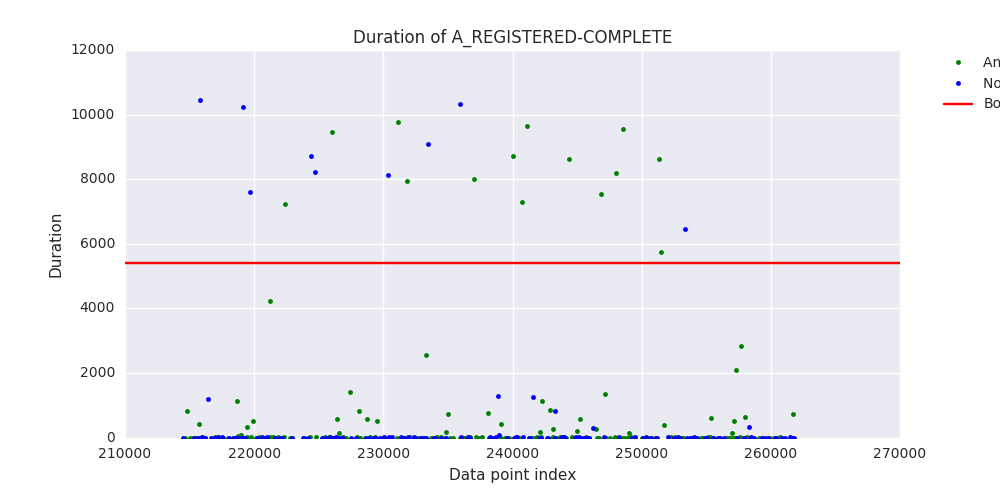 Duration of A_REGISTERED-COMPLETE
12000
10000
8000
6000
4000
2000
0
Duration
210000 220000 230000 240000 250000 260000 270000
Data point index
An
No
Bo